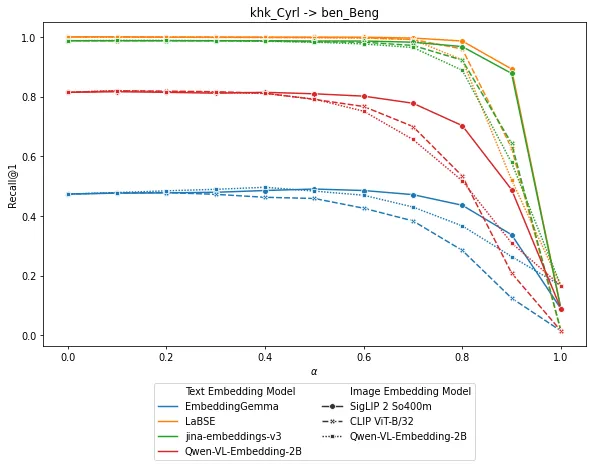 khk_Cyrl -> ben_Beng
Recall@1
1.0
0.8
0.6
0.4
0.2
0.0
0.0 0.2 0.4 0.6 0.8 1.0
α
Text Embedding Model
EmbeddingGemma
LaBSE
jina-embeddings-v3
Qwen-VL-Embedding-2B
Image Embedding Model
SigLIP 2 So400m
CLIP ViT-B/32
Qwen-VL-Embedding-2B